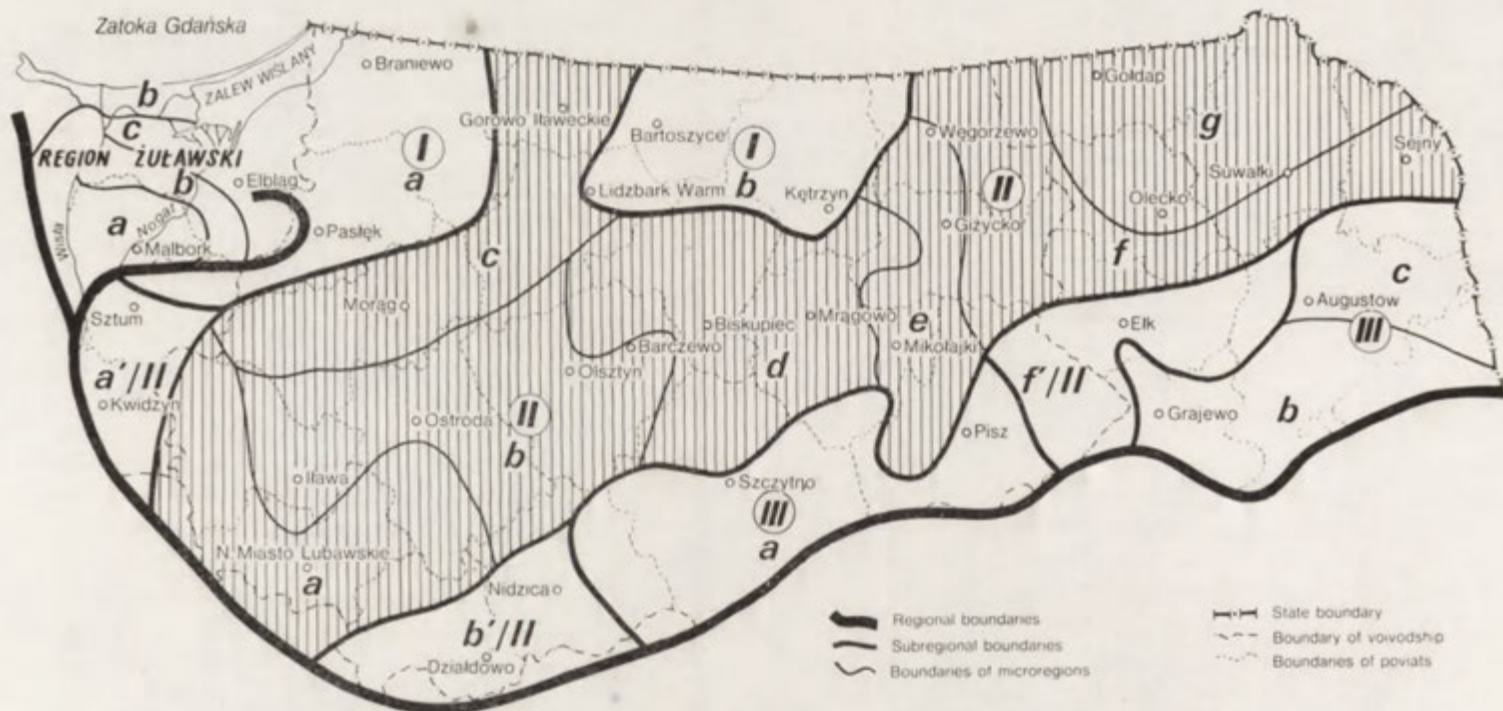 Zatoka Gdańska
ZALEW WIŚLANY
b
c
REGION ŻUŁAWSKI
b
a
Elbląg
Nogat
Malbork
Wisła
Braniewo
I
a
Pasłęk
Gorowo Iławeckie
Bartoszyce
I
b
Lidzbark Warm
Kętrzyn
Węgorzewo
II
Giżycko
Gołdap
g
Suwałki
Sejny
Olecko
f
c
Morąg
c
Sztum
a'/II
Kwidzyn
Biskupiec
Mrągowo
e
Mikołajki
Barczewo
Olsztyn
d
Ełk
Augustow
III
f'/II
Grajewo
b
Pisz
Ostroda
II
b
Iława
Szczytno
III
a
N. Miasto Lubawskie
a
Nidzica
b'/II
Działdowo
Regional boundaries
Subregional boundaries
Boundaries of microregions
State boundary
Boundary of voivodship
Boundaries of poviats